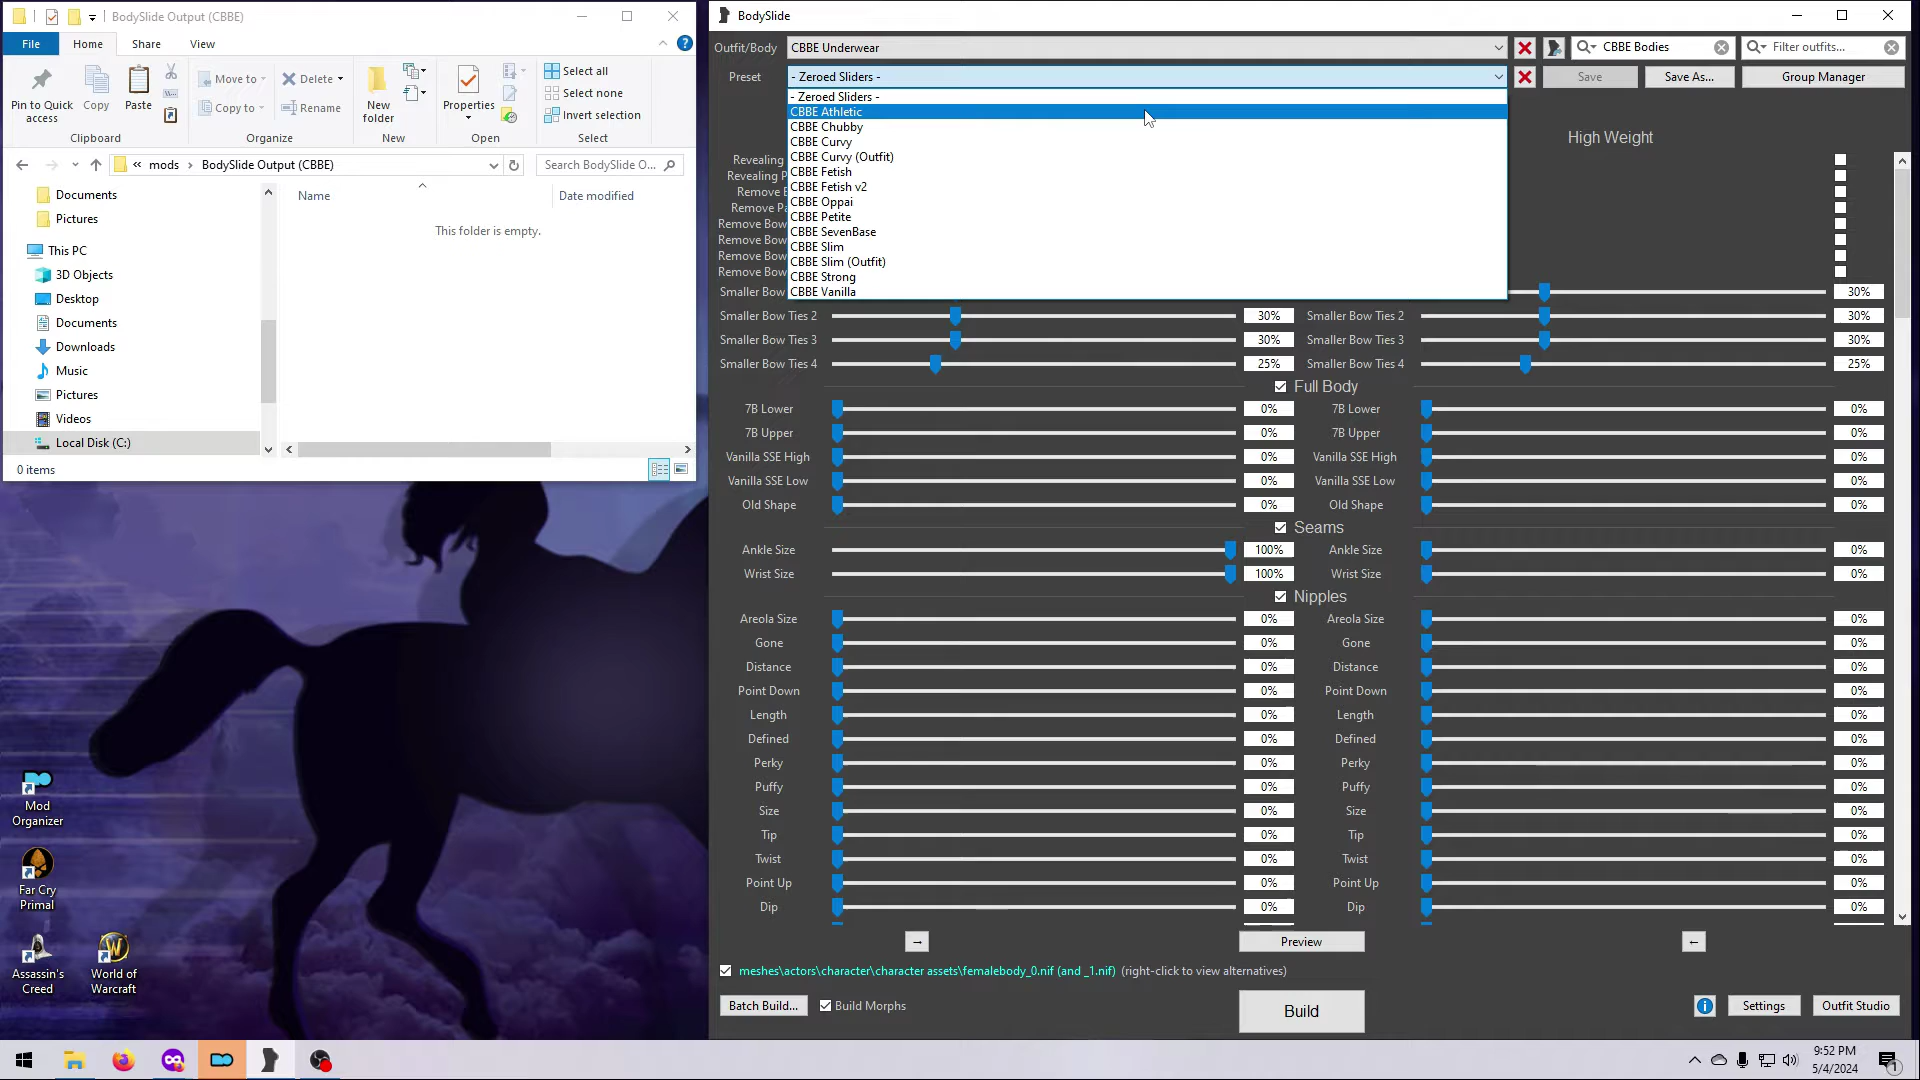 BodySlide Output (CBBE)
File
Home
Share
View
Pin to Quick access
Copy
Paste
Move to
Copy to
Delete
Rename
New folder
Properties
Select all
Select none
Invert selection
Clipboard
Organize
New
Open
Select
« mods › BodySlide Output (CBBE)
Search BodySlide O...
Documents
Pictures
This PC
3D Objects
Desktop
Documents
Downloads
Music
Pictures
Videos
Local Disk (C:)
Name
Date modified
This folder is empty.
0 items
Mod Organizer
Far Cry Primal
Assassin's Creed
World of Warcraft
BodySlide
Outfit/Body
CBBE Underwear
CBBE Bodies
Filter outfits...
Preset
- Zeroed Sliders -
Save
Save As...
Group Manager
- Zeroed Sliders -
CBBE Athletic
CBBE Chubby
CBBE Curvy
CBBE Curvy (Outfit)
CBBE Fetish
CBBE Fetish v2
CBBE Oppai
CBBE Petite
CBBE SevenBase
CBBE Slim
CBBE Slim (Outfit)
CBBE Strong
CBBE Vanilla
High Weight
Revealing
Revealing
Remove
Remove
Remove Bow
Remove Bow
Remove Bow
Remove Bow
Smaller Bow 30%
Smaller Bow Ties 2 30% Smaller Bow Ties 2 30%
Smaller Bow Ties 3 30% Smaller Bow Ties 3 30%
Smaller Bow Ties 4 25% Smaller Bow Ties 4 25%
Full Body
7B Lower 0% 7B Lower 0%
7B Upper 0% 7B Upper 0%
Vanilla SSE High 0% Vanilla SSE High 0%
Vanilla SSE Low 0% Vanilla SSE Low 0%
Old Shape 0% Old Shape 0%
Seams
Ankle Size 100% Ankle Size 0%
Wrist Size 100% Wrist Size 0%
Nipples
Areola Size 0% Areola Size 0%
Gone 0% Gone 0%
Distance 0% Distance 0%
Point Down 0% Point Down 0%
Length 0% Length 0%
Defined 0% Defined 0%
Perky 0% Perky 0%
Puffy 0% Puffy 0%
Size 0% Size 0%
Tip 0% Tip 0%
Twist 0% Twist 0%
Point Up 0% Point Up 0%
Dip 0% Dip 0%
→ Preview ←
meshes\actors\character\character assets\femalebody_0.nif (and _1.nif) (right-click to view alternatives)
Batch Build...
Build Morphs
Build
Settings
Outfit Studio
9:52 PM
5/4/2024
1